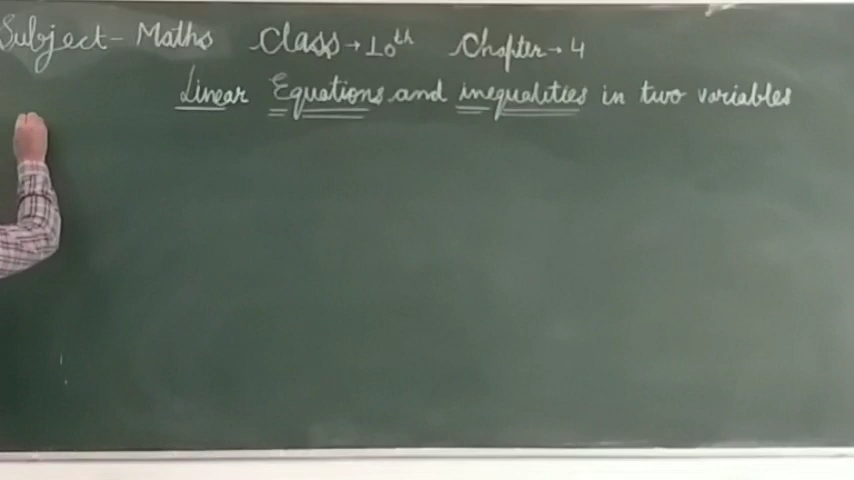 Subject - Maths Class → 10th Chapter → 4
Linear Equations and inequalities in two variables